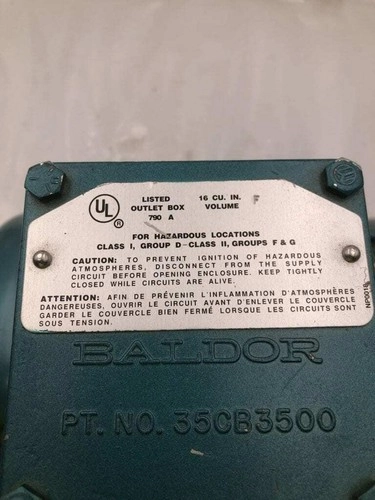 UL ®
LISTED 16 CU. IN.
OUTLET BOX VOLUME
790 A
FOR HAZARDOUS LOCATIONS
CLASS I, GROUP D-CLASS II, GROUPS F & G
CAUTION: TO PREVENT IGNITION OF HAZARDOUS
ATMOSPHERES, DISCONNECT FROM THE SUPPLY
CIRCUIT BEFORE OPENING ENCLOSURE. KEEP TIGHTLY
CLOSED WHILE CIRCUITS ARE ALIVE.
ATTENTION: AFIN DE PRÉVENIR L'INFLAMMATION D'ATMOSPHÈRES
DANGEREUSES, OUVRIR LE CIRCUIT AVANT D'ENLEVER LE COUVERCLE
GARDER LE COUVERCLE BIEN FERMÉ LORSQUE LES CIRCUITS SONT
SOUS TENSION.
BALDOR
PT. NO. 35CB3500